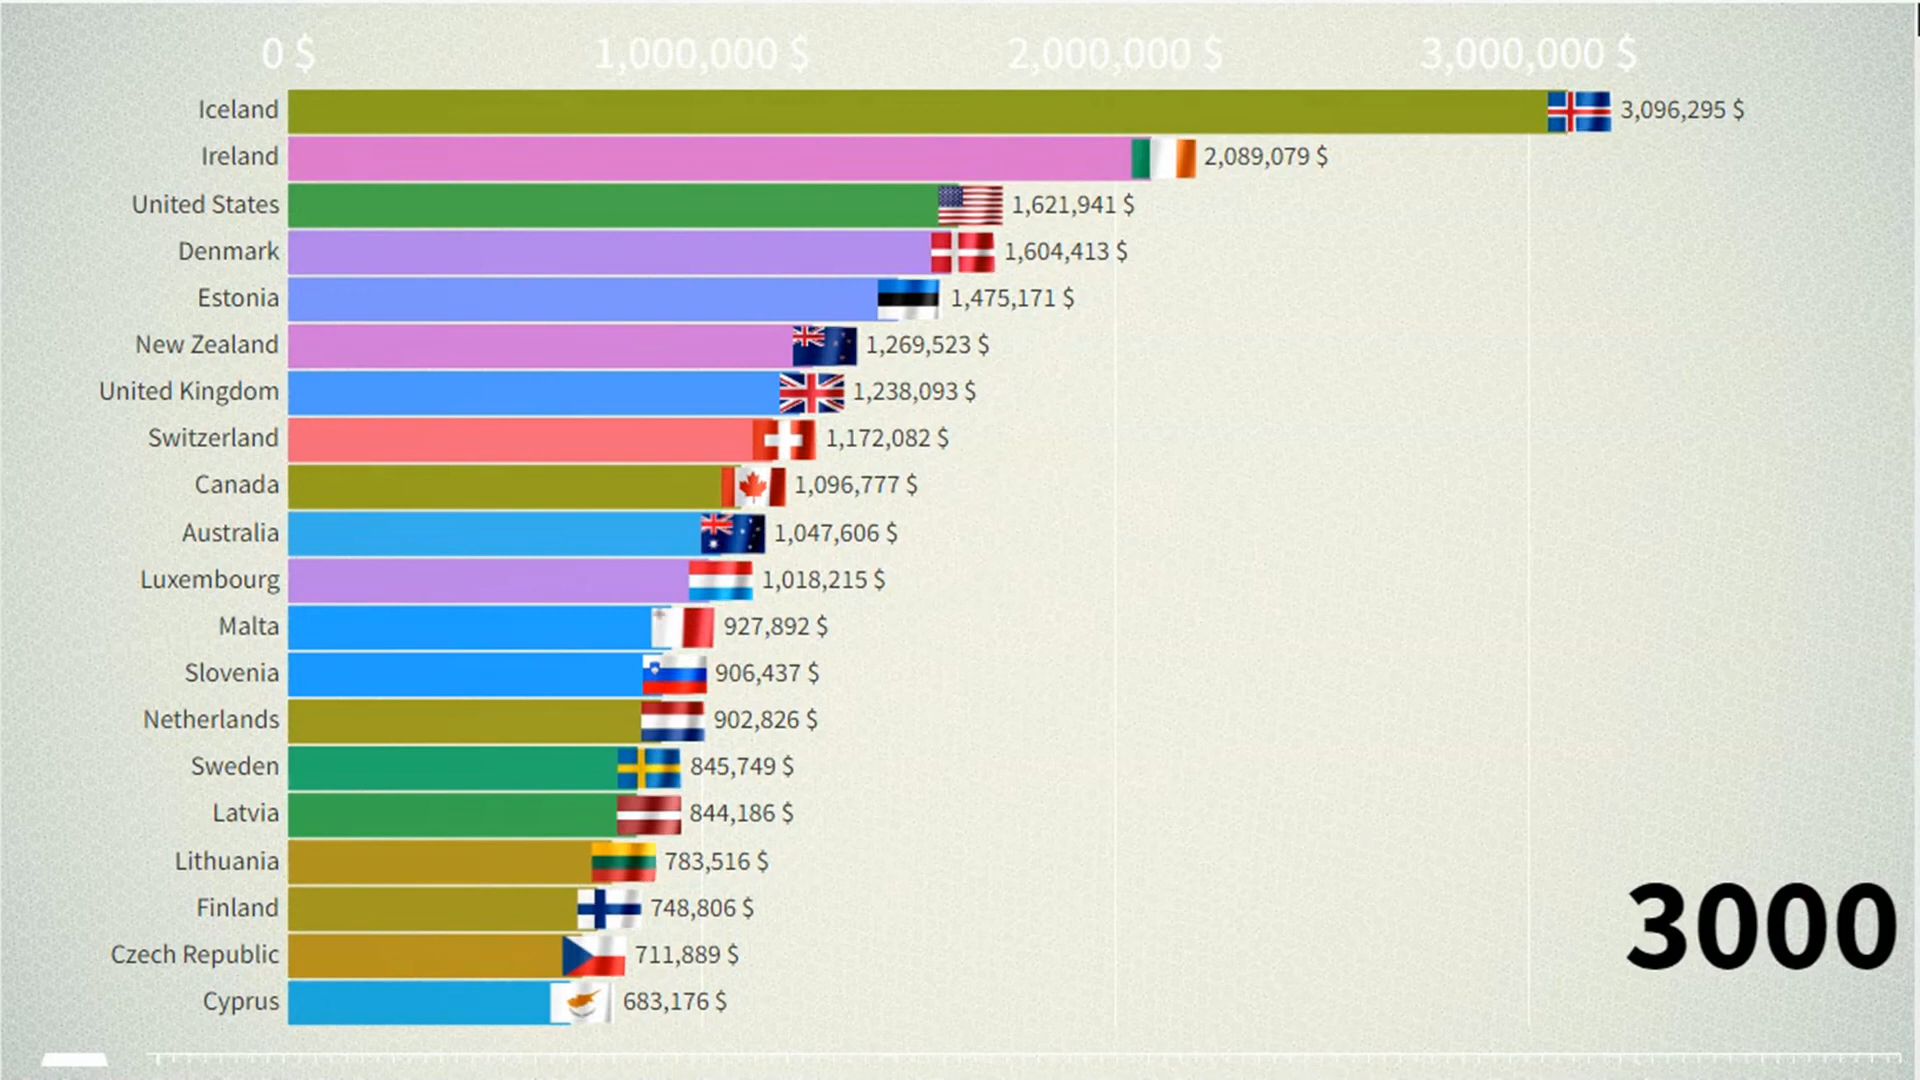 0 $ 1,000,000 $ 2,000,000 $ 3,000,000 $
Iceland 3,096,295 $
Ireland 2,089,079 $
United States 1,621,941 $
Denmark 1,604,413 $
Estonia 1,475,171 $
New Zealand 1,269,523 $
United Kingdom 1,238,093 $
Switzerland 1,172,082 $
Canada 1,096,777 $
Australia 1,047,606 $
Luxembourg 1,018,215 $
Malta 927,892 $
Slovenia 906,437 $
Netherlands 902,826 $
Sweden 845,749 $
Latvia 844,186 $
Lithuania 783,516 $
Finland 748,806 $
Czech Republic 711,889 $
Cyprus 683,176 $
3000